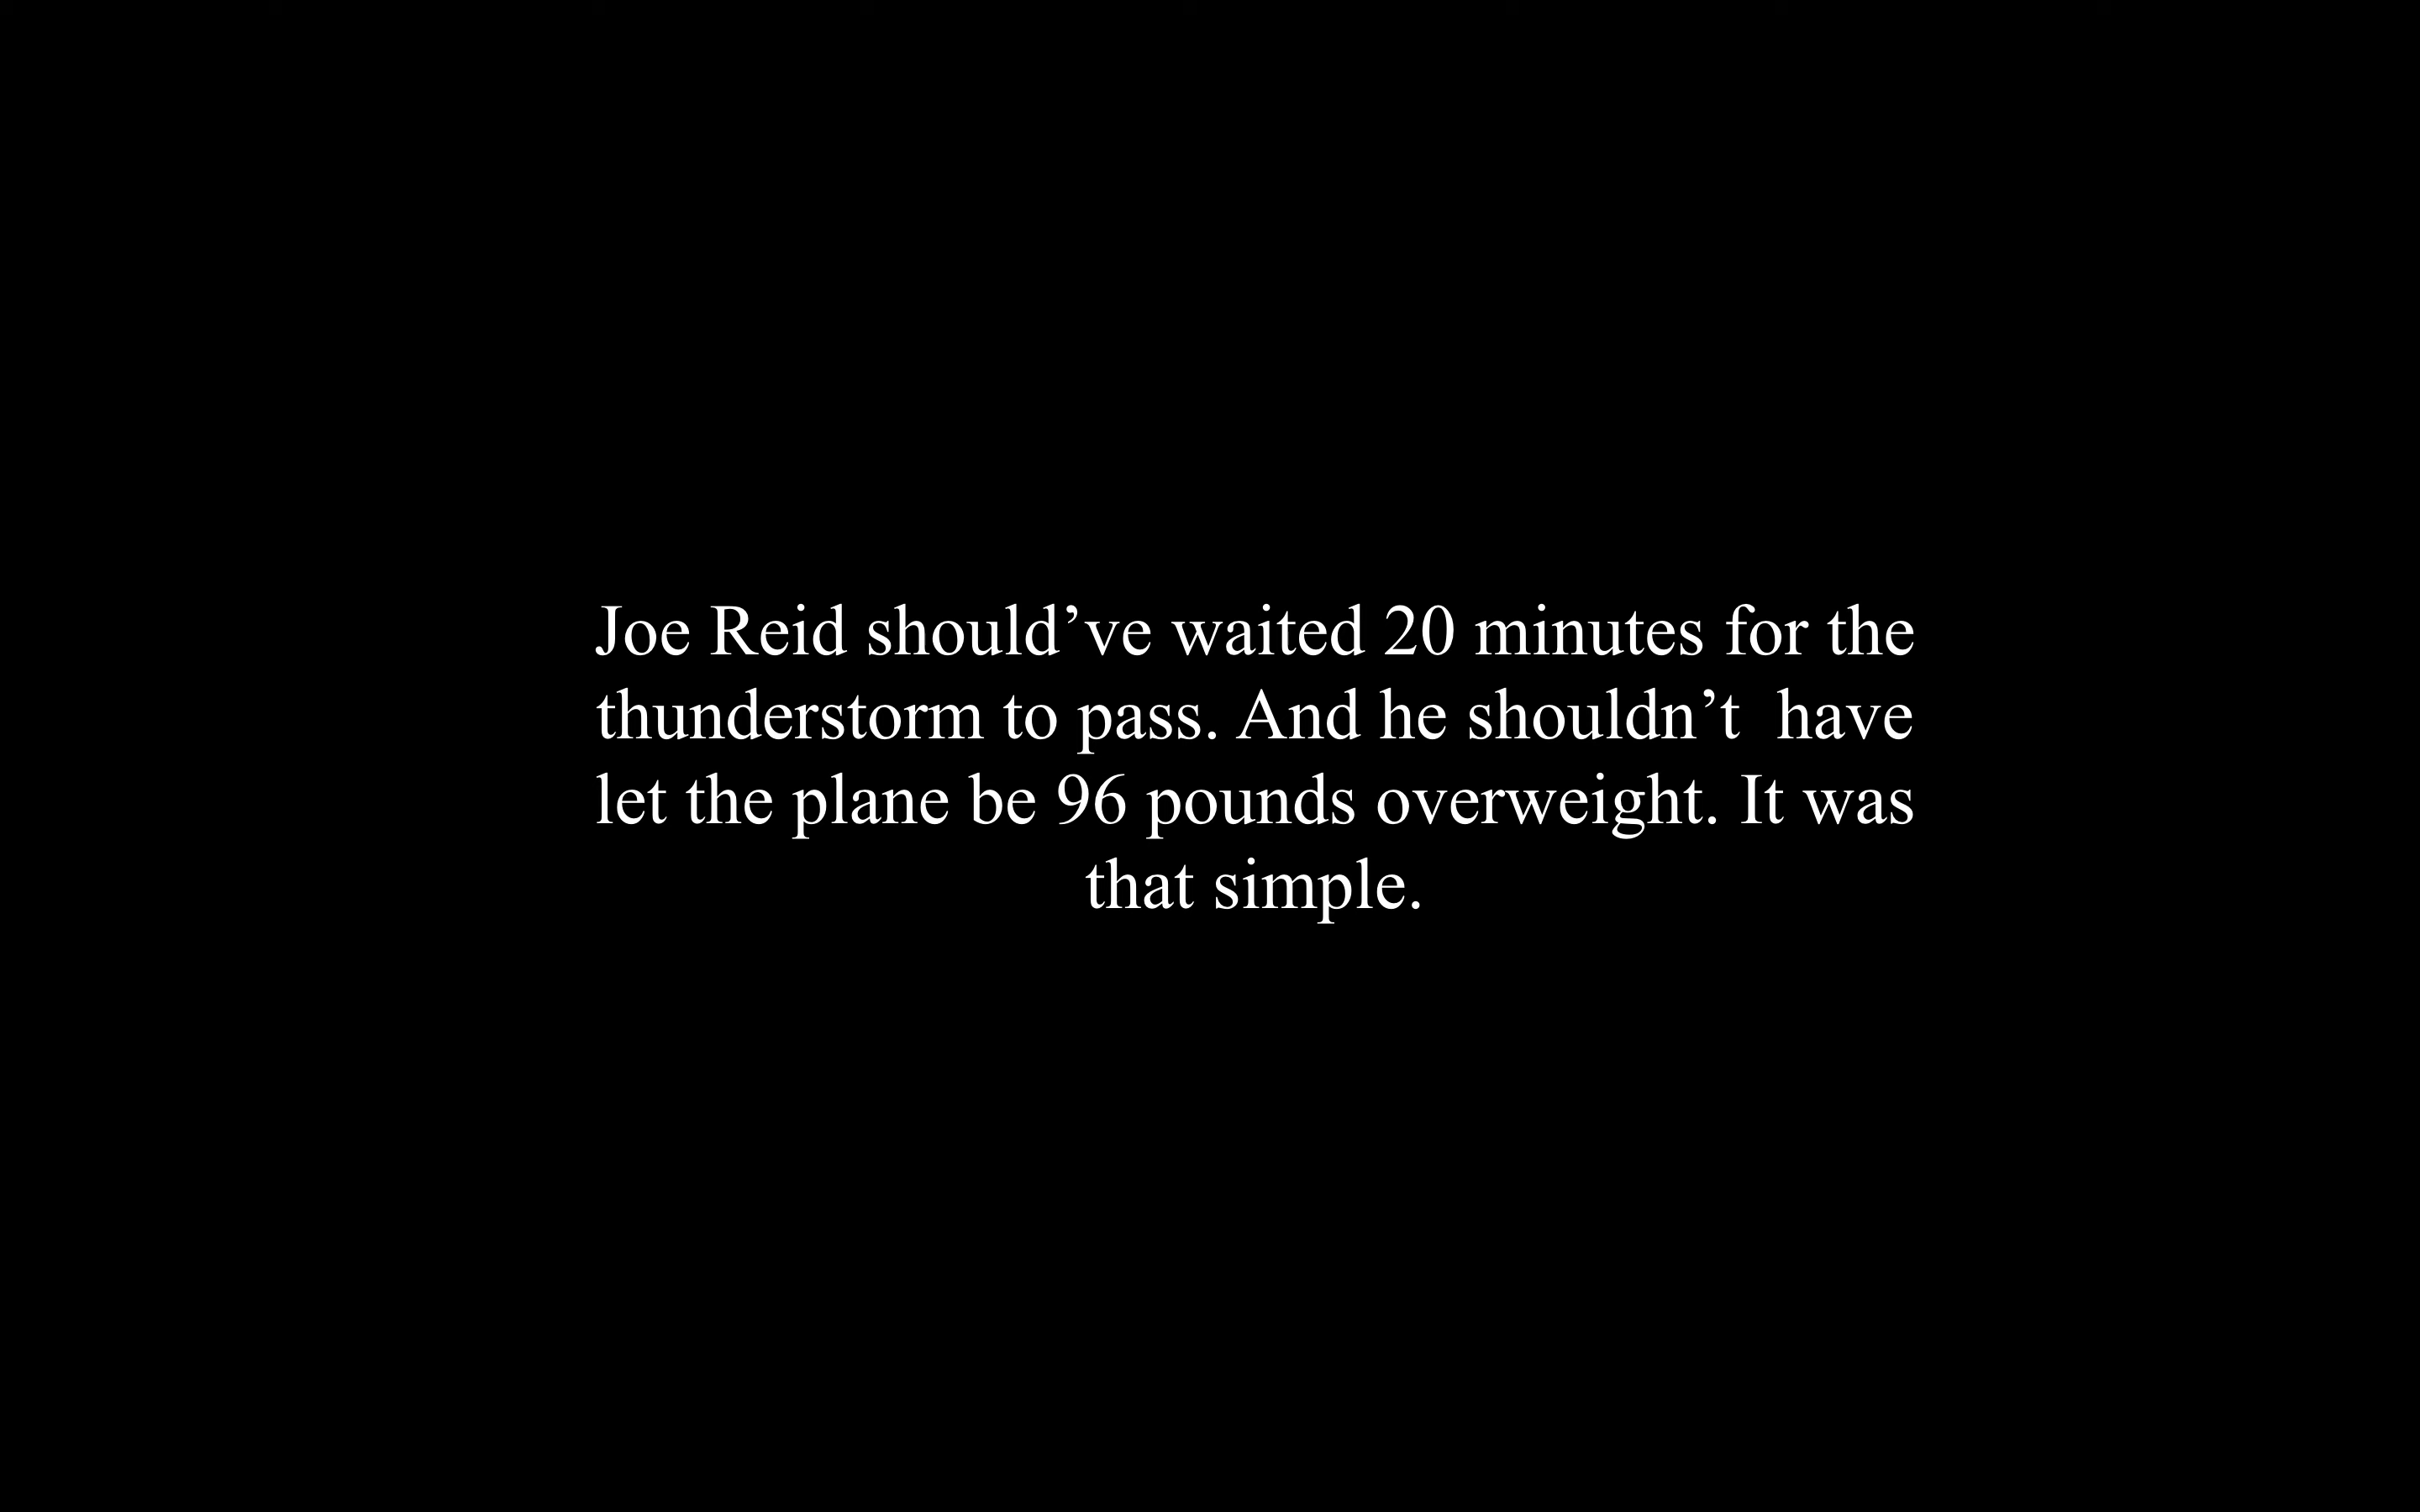 Joe Reid should’ve waited 20 minutes for the
thunderstorm to pass. And he shouldn’t  have
let the plane be 96 pounds overweight. It was
that simple.